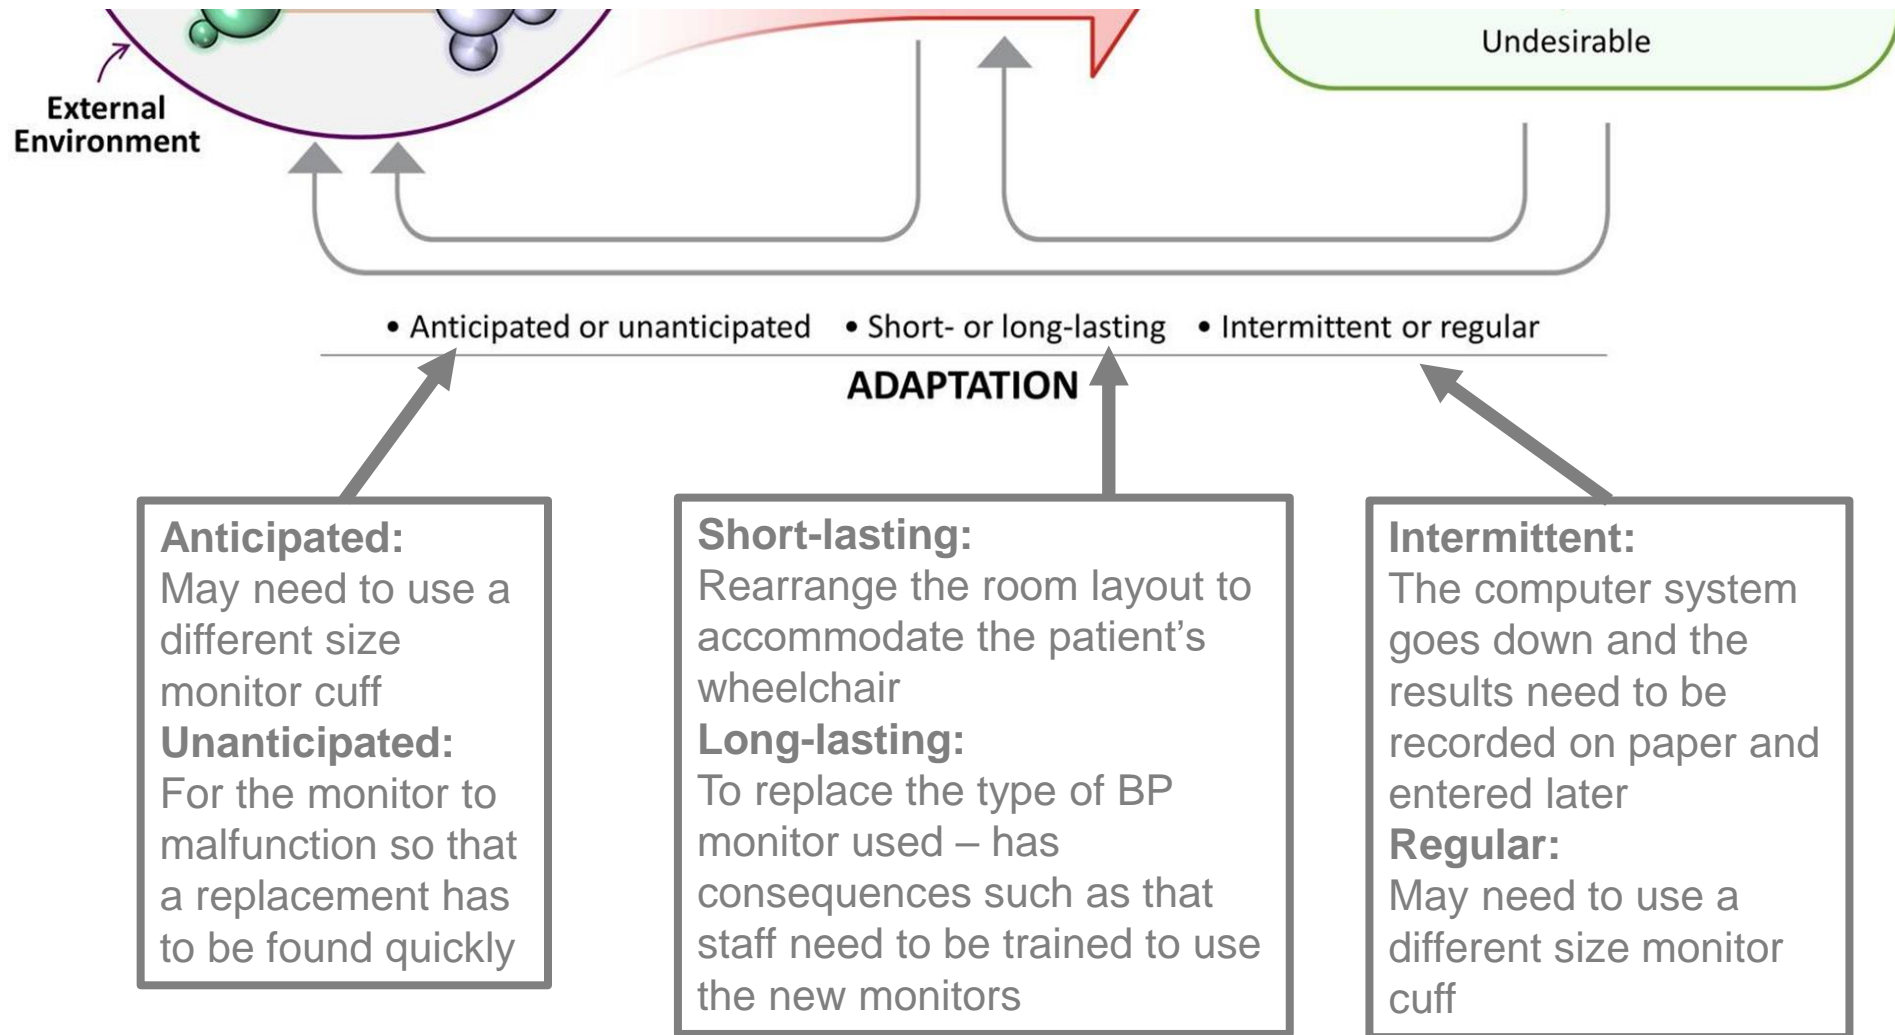 Undesirable
External
Environment
• Anticipated or unanticipated • Short- or long-lasting • Intermittent or regular
ADAPTATION
Anticipated:
May need to use a
different size
monitor cuff
Unanticipated:
For the monitor to
malfunction so that
a replacement has
to be found quickly
Short-lasting:
Rearrange the room layout to
accommodate the patient’s
wheelchair
Long-lasting:
To replace the type of BP
monitor used – has
consequences such as that
staff need to be trained to use
the new monitors
Intermittent:
The computer system
goes down and the
results need to be
recorded on paper and
entered later
Regular:
May need to use a
different size monitor
cuff